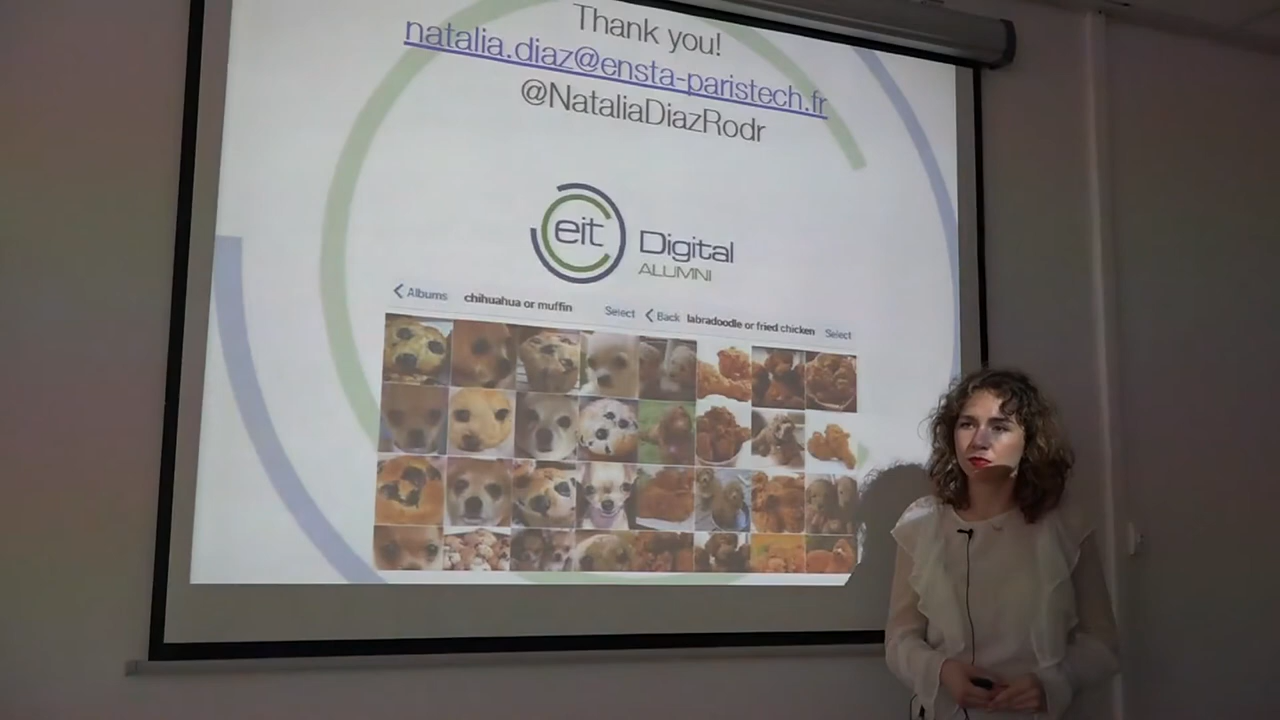 Thank you!
natalia.diaz@ensta-paristech.fr
@NataliaDiazRodr
eit Digital
ALUMNI
Albums chihuahua or muffin Select Back labradoodle or fried chicken Select